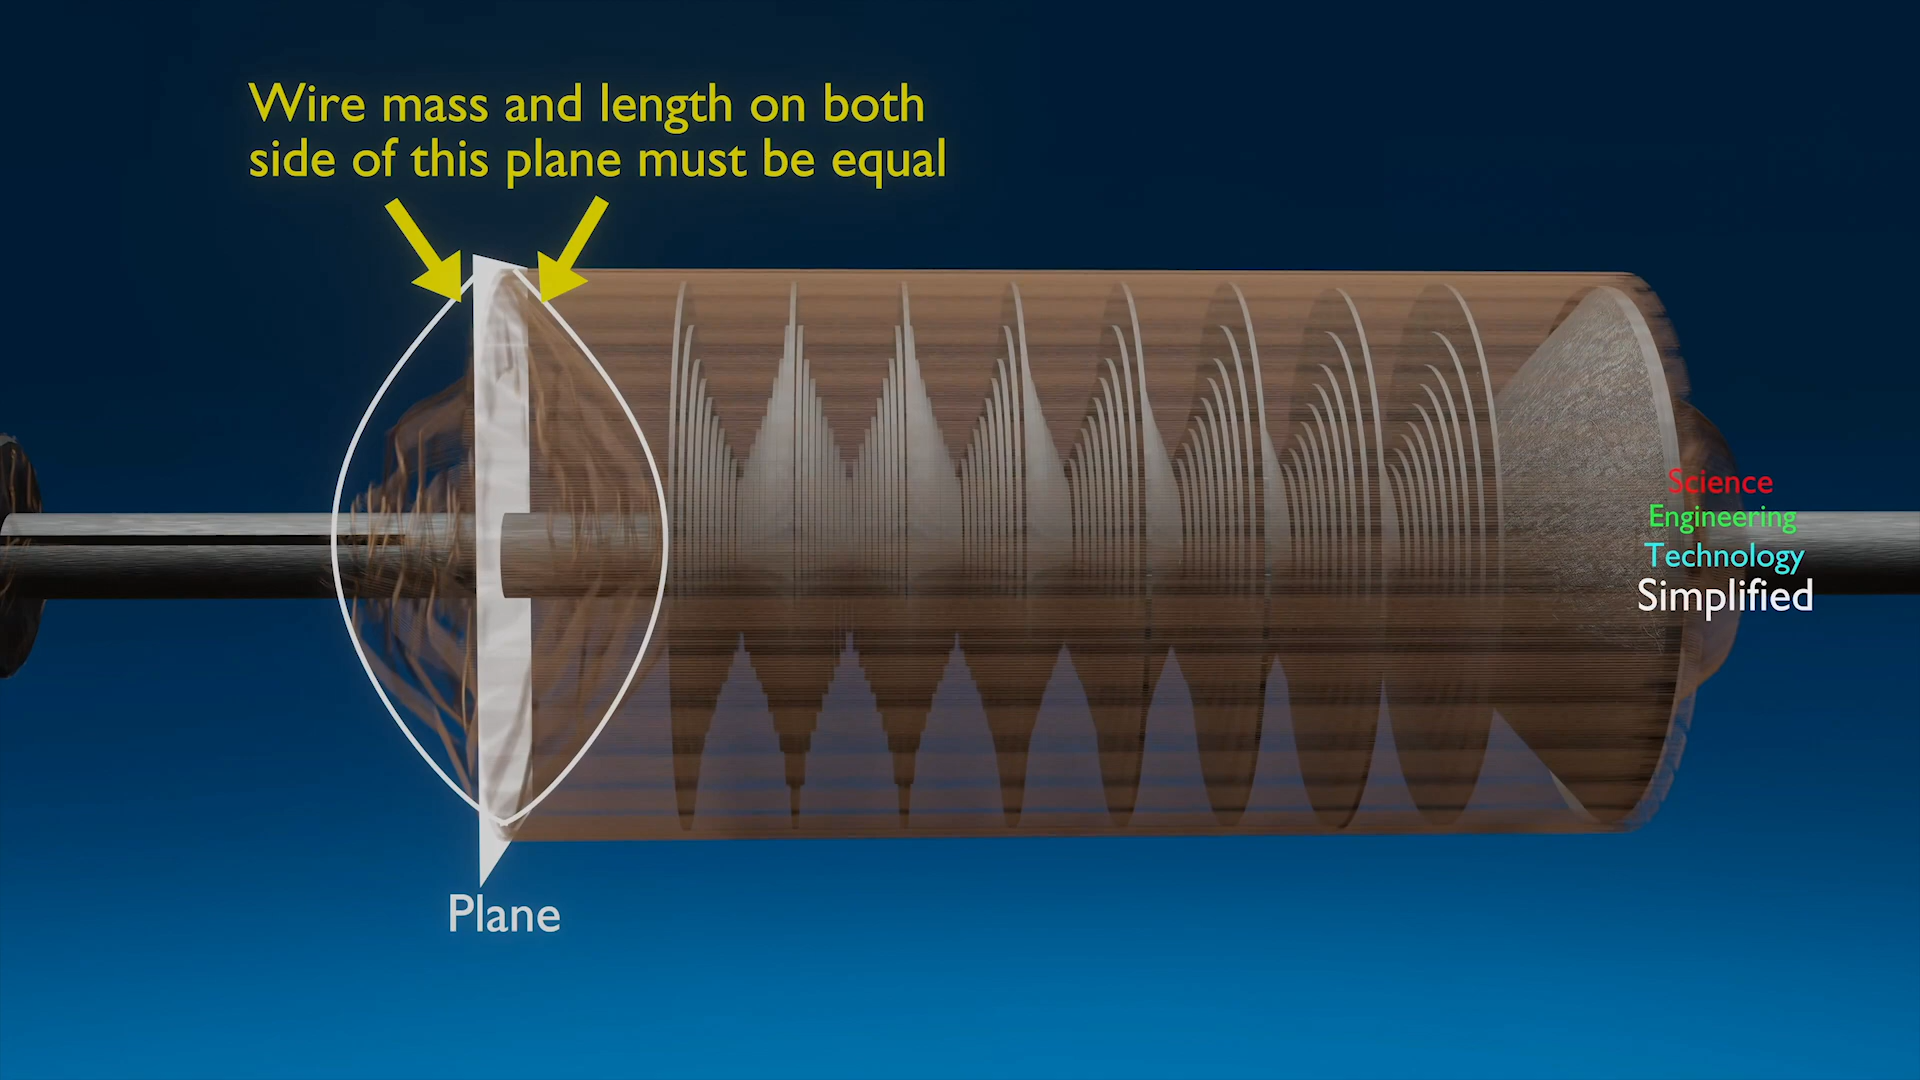 Wire mass and length on both
side of this plane must be equal
Science
Engineering
Technology
Simplified
Plane